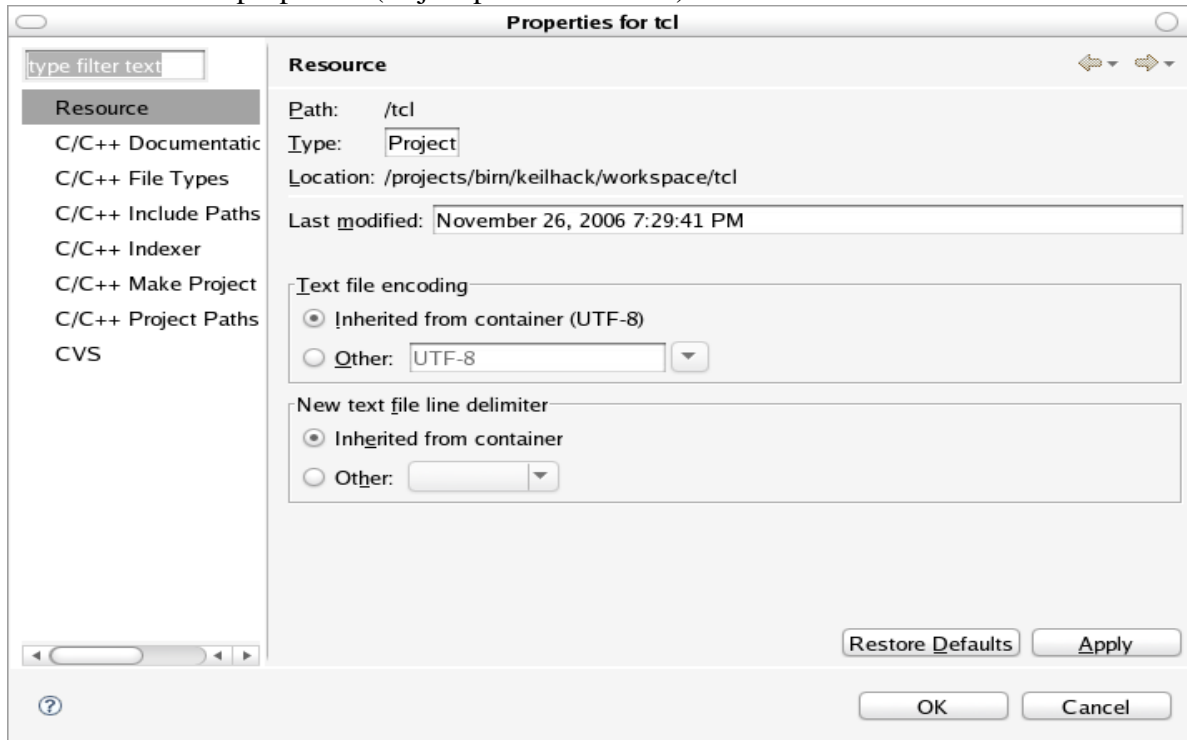 Properties for tcl
type filter text
Resource
C/C++ Documentatic
C/C++ File Types
C/C++ Include Paths
C/C++ Indexer
C/C++ Make Project
C/C++ Project Paths
CVS
Resource
Path: /tcl
Type: Project
Location: /projects/birn/keilhack/workspace/tcl
Last modified: November 26, 2006 7:29:41 PM
Text file encoding
Inherited from container (UTF-8)
Other: UTF-8
New text file line delimiter
Inherited from container
Other:
Restore Defaults
Apply
OK
Cancel